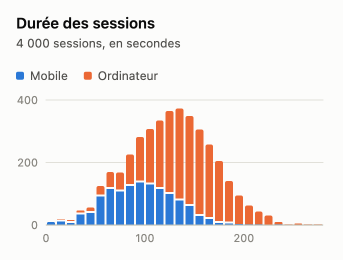 Durée des sessions
4 000 sessions, en secondes
Mobile Ordinateur
400
200
0
0 100 200